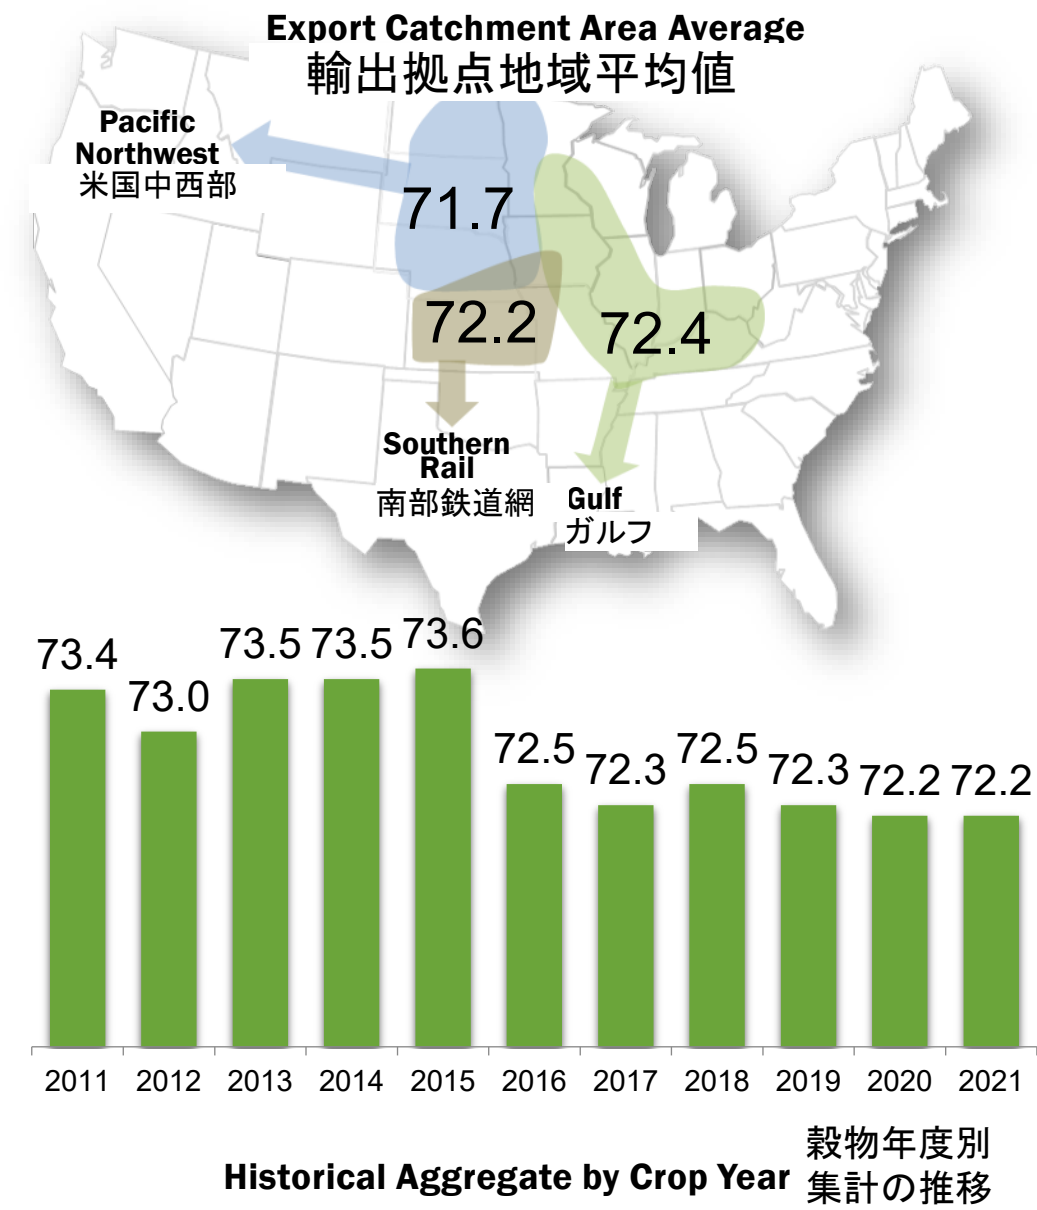 Export Catchment Area Average
輸出拠点地域平均値
Pacific
Northwest
米国中西部
71.7
72.2
72.4
Southern
Rail
南部鉄道網
Gulf
ガルフ
73.4
73.0
73.5
73.5
73.6
72.5
72.3
72.5
72.3
72.2
72.2
2011 2012 2013 2014 2015 2016 2017 2018 2019 2020 2021
Historical Aggregate by Crop Year
穀物年度別
集計の推移